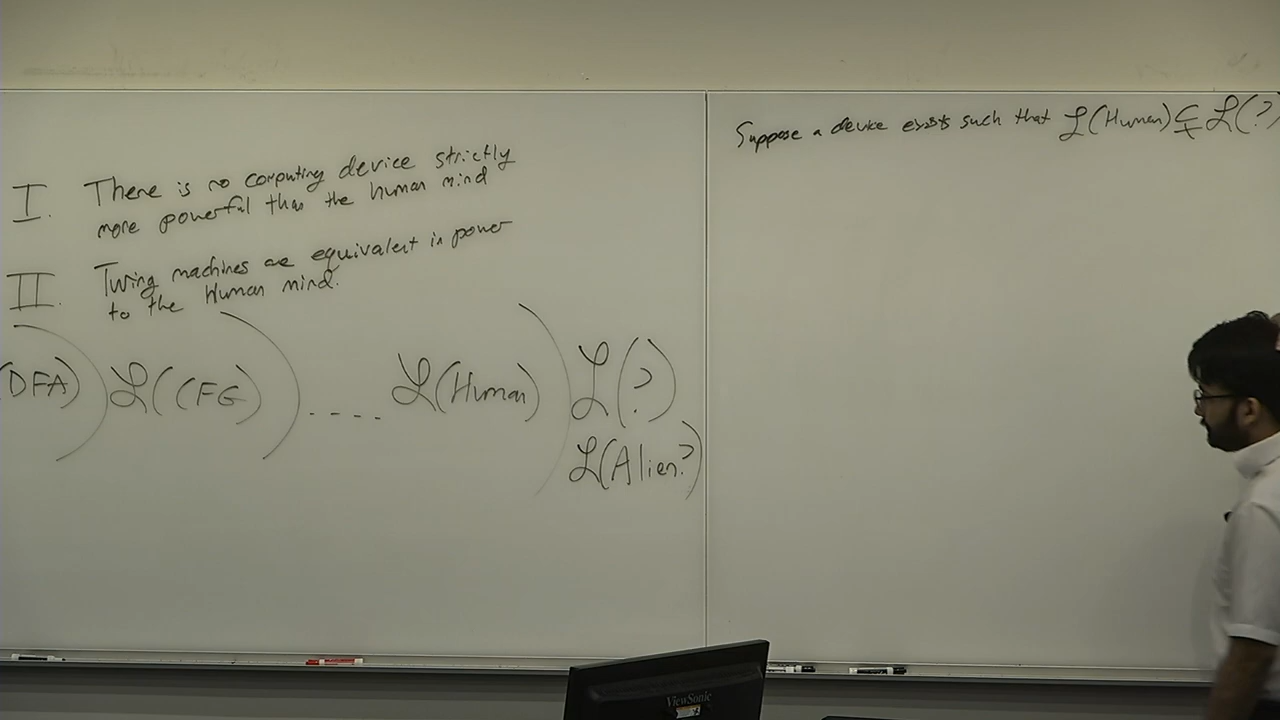 I. There is no computing device strictly
more powerful than the human mind
II. Turing machines are equivalent in power
to the Human mind.
(DFA) ℒ(CFG) .... ℒ(Human) ℒ(?)
ℒ(Alien?)
Suppose a device exists such that ℒ(Human) ⊊ ℒ(?)
ViewSonic